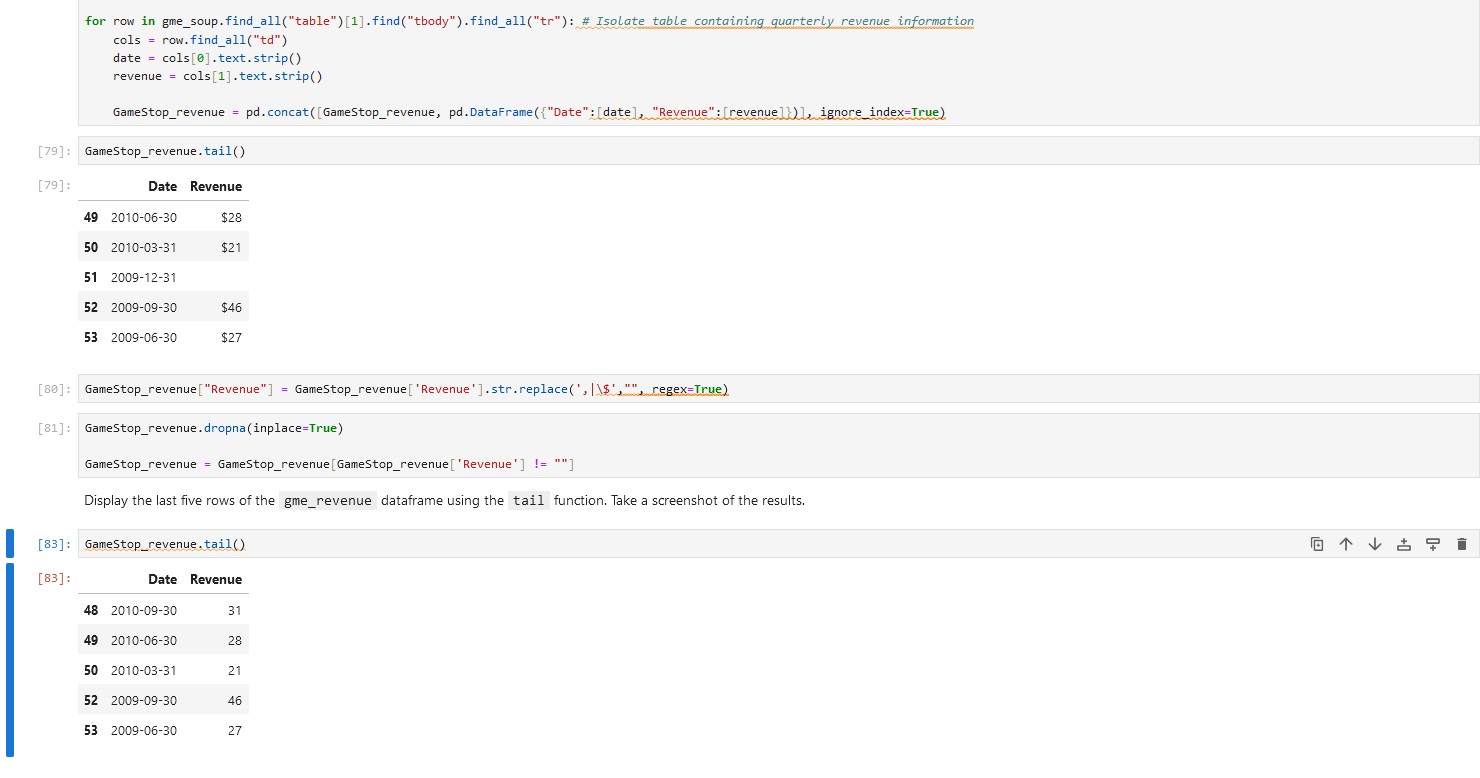 for row in gme_soup.find_all("table")[1].find("tbody").find_all("tr"): # Isolate table containing quarterly revenue information
    cols = row.find_all("td")
    date = cols[0].text.strip()
    revenue = cols[1].text.strip()
    GameStop_revenue = pd.concat([GameStop_revenue, pd.DataFrame({"Date":[date], "Revenue":[revenue]})], ignore_index=True)
[79]: GameStop_revenue.tail()
[79]: Date Revenue
49 2010-06-30 $28
50 2010-03-31 $21
51 2009-12-31
52 2009-09-30 $46
53 2009-06-30 $27
[80]: GameStop_revenue["Revenue"] = GameStop_revenue['Revenue'].str.replace(',|\$',"", regex=True)
[81]: GameStop_revenue.dropna(inplace=True)
GameStop_revenue = GameStop_revenue[GameStop_revenue['Revenue'] != ""]
Display the last five rows of the gme_revenue dataframe using the tail function. Take a screenshot of the results.
[83]: GameStop_revenue.tail()
[83]: Date Revenue
48 2010-09-30 31
49 2010-06-30 28
50 2010-03-31 21
52 2009-09-30 46
53 2009-06-30 27